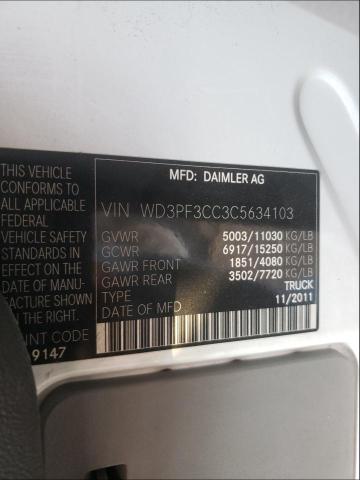 MFD: DAIMLER AG
VIN WD3PF3CC3C5634103
GVWR 5003/11030 KG/LB
GCWR 6917/15250 KG/LB
GAWR FRONT 1851/4080 KG/LB
GAWR REAR 3502/7720 KG/LB
TYPE TRUCK
DATE OF MFD 11/2011
THIS VEHICLE
CONFORMS TO
ALL APPLICABLE
FEDERAL
VEHICLE SAFETY
STANDARDS IN
EFFECT ON THE
DATE OF MANU-
FACTURE SHOWN
ON THE RIGHT.
INT CODE
9147